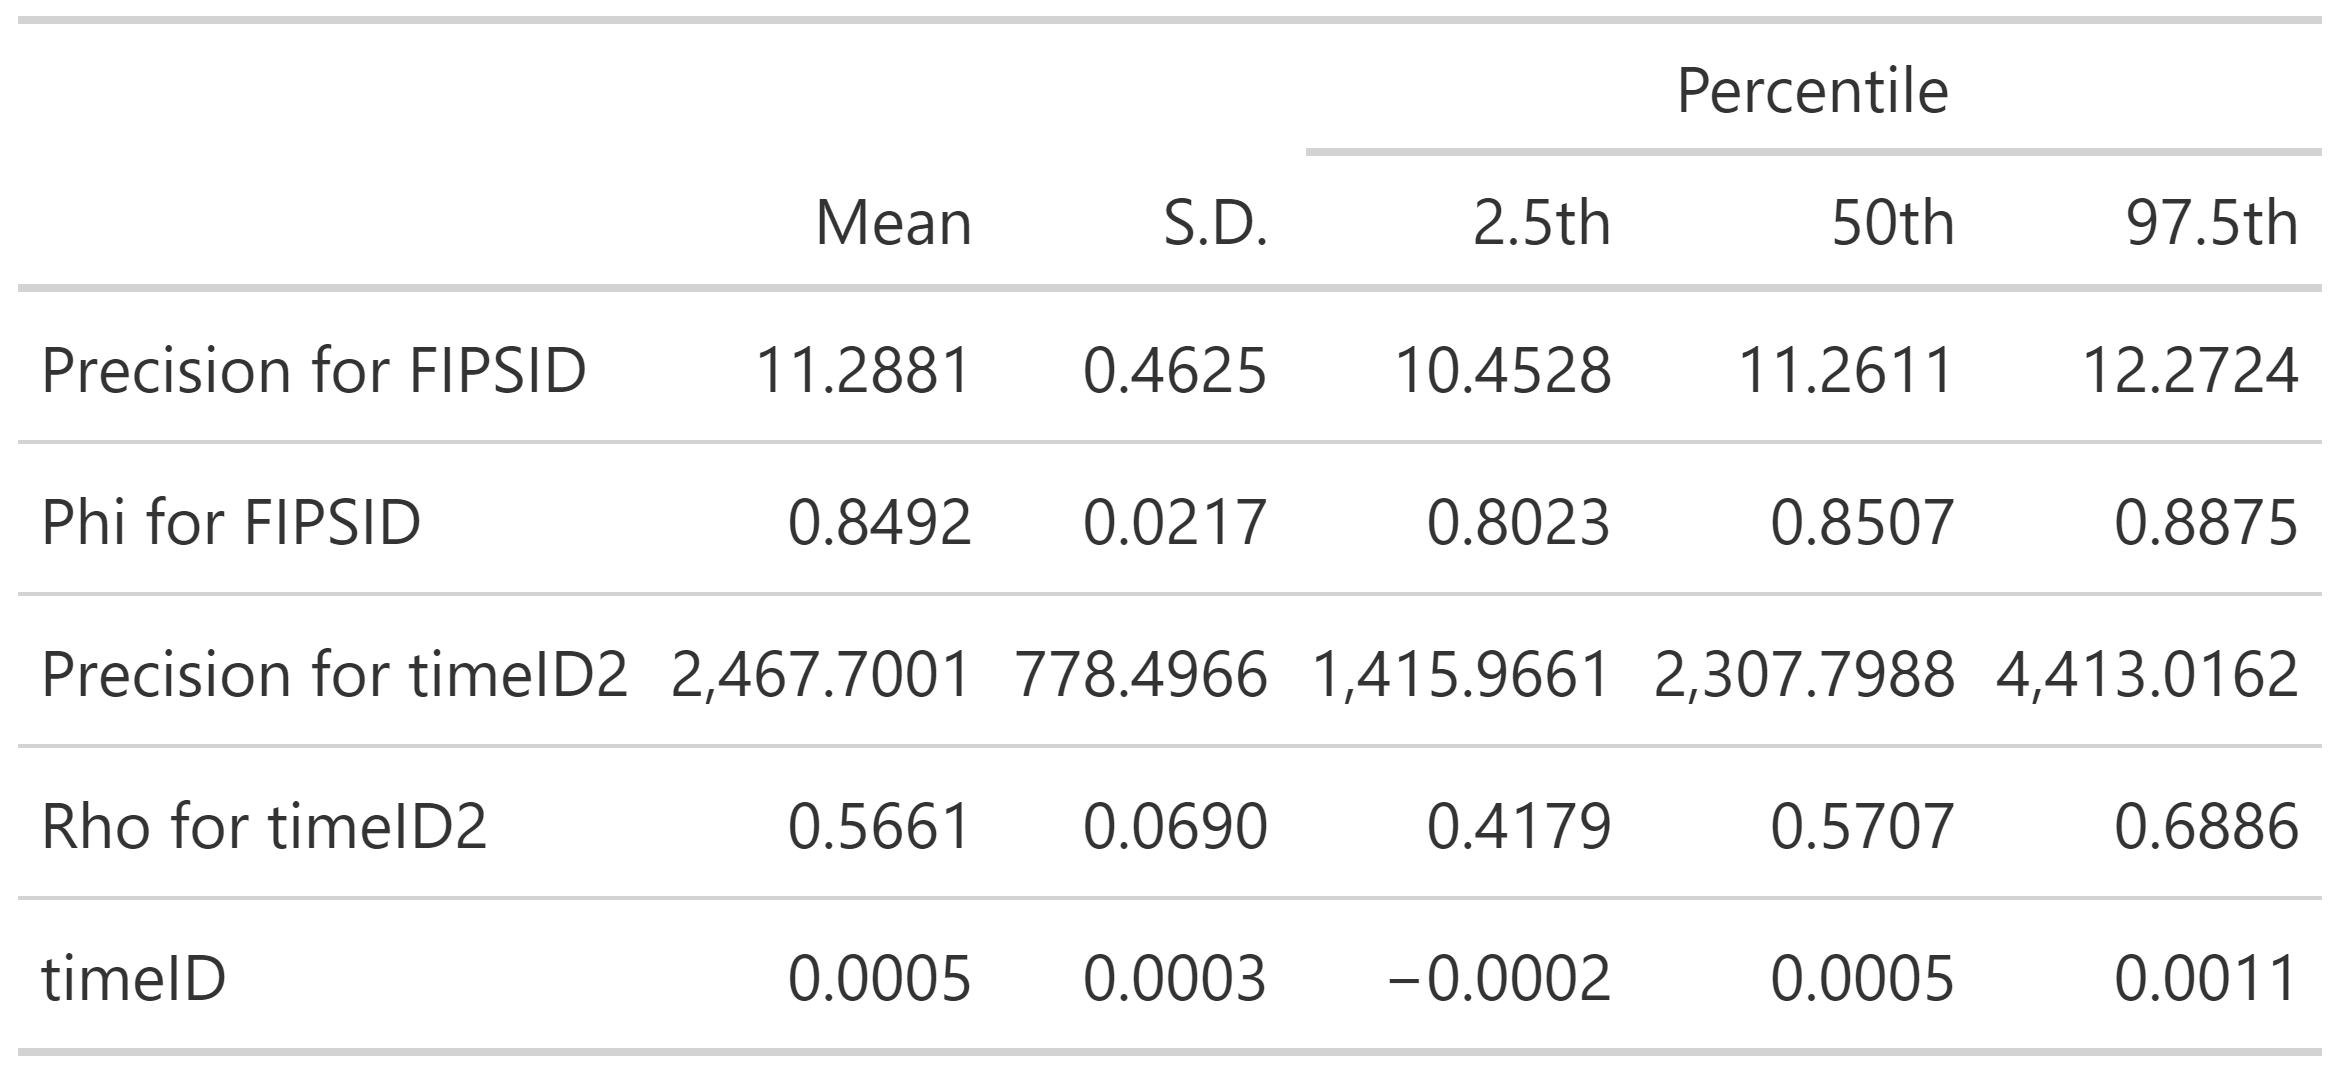 Percentile
Mean S.D. 2.5th 50th 97.5th
Precision for FIPSID 11.2881 0.4625 10.4528 11.2611 12.2724
Phi for FIPSID 0.8492 0.0217 0.8023 0.8507 0.8875
Precision for timeID2 2,467.7001 778.4966 1,415.9661 2,307.7988 4,413.0162
Rho for timeID2 0.5661 0.0690 0.4179 0.5707 0.6886
timeID 0.0005 0.0003 −0.0002 0.0005 0.0011